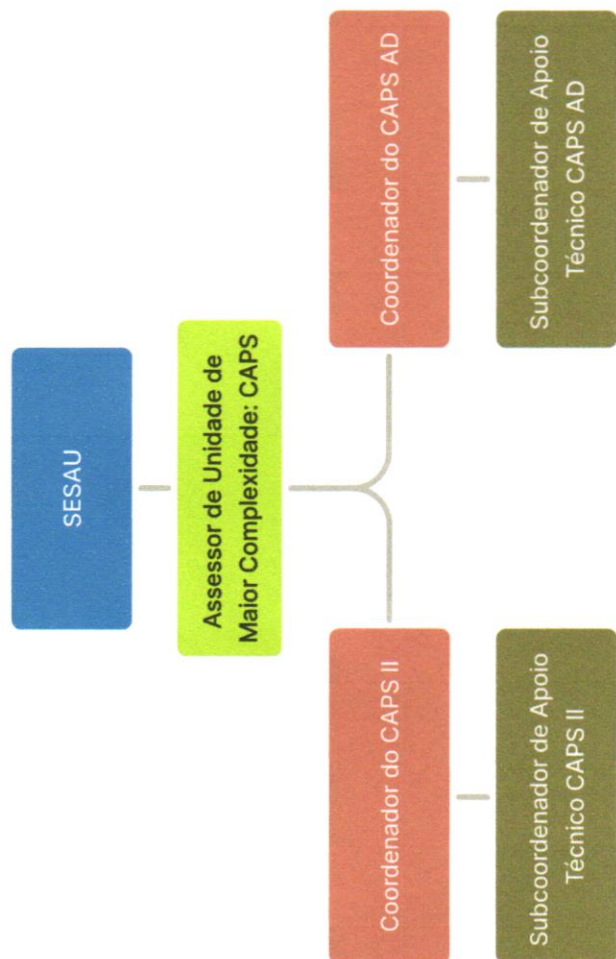 SESAU
Assessor de Unidade de
Maior Complexidade: CAPS
Coordenador do CAPS II
Coordenador do CAPS AD
Subcoordenador de Apoio
Técnico CAPS II
Subcoordenador de Apoio
Técnico CAPS AD